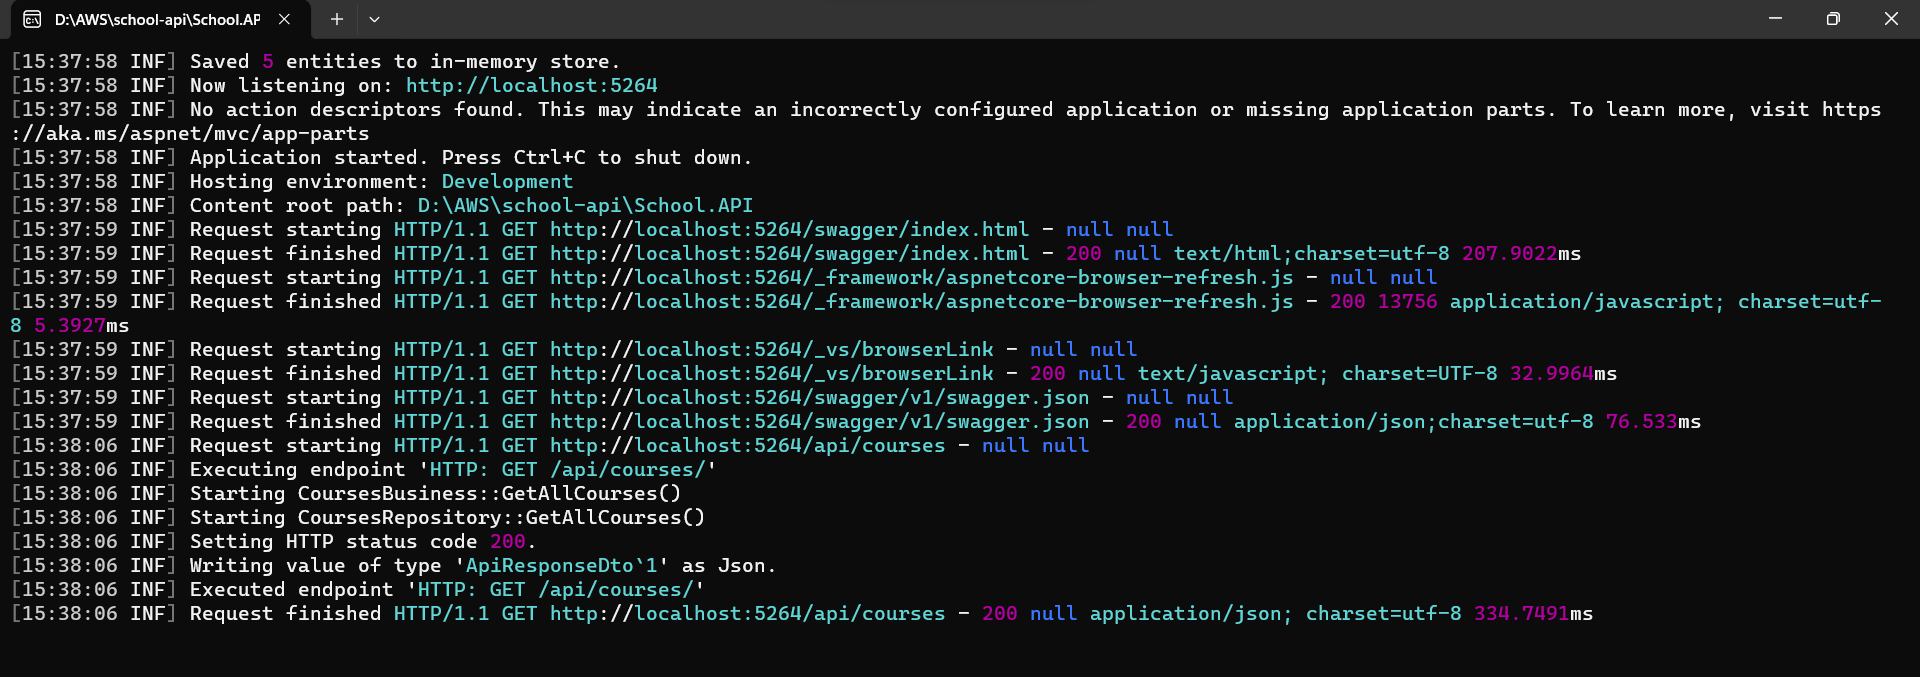 D:\AWS\school-api\School.AP
[15:37:58 INF] Saved 5 entities to in-memory store.
[15:37:58 INF] Now listening on: http://localhost:5264
[15:37:58 INF] No action descriptors found. This may indicate an incorrectly configured application or missing application parts. To learn more, visit https
://aka.ms/aspnet/mvc/app-parts
[15:37:58 INF] Application started. Press Ctrl+C to shut down.
[15:37:58 INF] Hosting environment: Development
[15:37:58 INF] Content root path: D:\AWS\school-api\School.API
[15:37:59 INF] Request starting HTTP/1.1 GET http://localhost:5264/swagger/index.html - null null
[15:37:59 INF] Request finished HTTP/1.1 GET http://localhost:5264/swagger/index.html - 200 null text/html;charset=utf-8 207.9022ms
[15:37:59 INF] Request starting HTTP/1.1 GET http://localhost:5264/_framework/aspnetcore-browser-refresh.js - null null
[15:37:59 INF] Request finished HTTP/1.1 GET http://localhost:5264/_framework/aspnetcore-browser-refresh.js - 200 13756 application/javascript; charset=utf-
8 5.3927ms
[15:37:59 INF] Request starting HTTP/1.1 GET http://localhost:5264/_vs/browserLink - null null
[15:37:59 INF] Request finished HTTP/1.1 GET http://localhost:5264/_vs/browserLink - 200 null text/javascript; charset=UTF-8 32.9964ms
[15:37:59 INF] Request starting HTTP/1.1 GET http://localhost:5264/swagger/v1/swagger.json - null null
[15:37:59 INF] Request finished HTTP/1.1 GET http://localhost:5264/swagger/v1/swagger.json - 200 null application/json;charset=utf-8 76.533ms
[15:38:06 INF] Request starting HTTP/1.1 GET http://localhost:5264/api/courses - null null
[15:38:06 INF] Executing endpoint 'HTTP: GET /api/courses/'
[15:38:06 INF] Starting CoursesBusiness::GetAllCourses()
[15:38:06 INF] Starting CoursesRepository::GetAllCourses()
[15:38:06 INF] Setting HTTP status code 200.
[15:38:06 INF] Writing value of type 'ApiResponseDto`1' as Json.
[15:38:06 INF] Executed endpoint 'HTTP: GET /api/courses/'
[15:38:06 INF] Request finished HTTP/1.1 GET http://localhost:5264/api/courses - 200 null application/json; charset=utf-8 334.7491ms